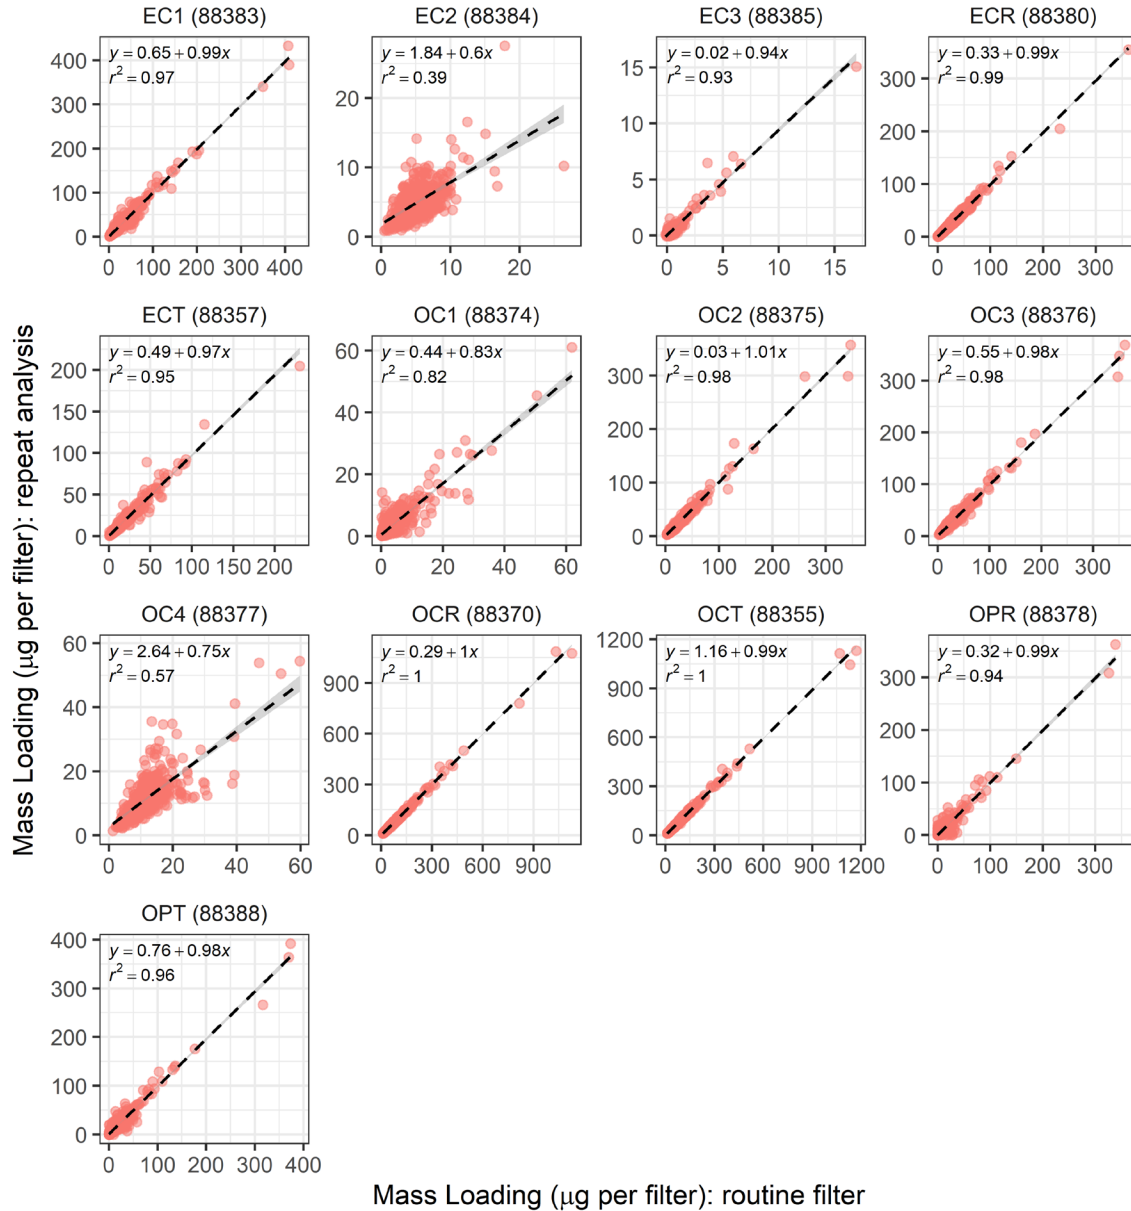 EC1 (88383)
y = 0.65 + 0.99x
r² = 0.97
400
300
200
100
0
0 100 200 300 400
EC2 (88384)
y = 1.84 + 0.6x
r² = 0.39
20
10
0
0 10 20
EC3 (88385)
y = 0.02 + 0.94x
r² = 0.93
15
10
5
0
0 5 10 15
ECR (88380)
y = 0.33 + 0.99x
r² = 0.99
300
200
100
0
0 100 200 300
ECT (88357)
y = 0.49 + 0.97x
r² = 0.95
200
150
100
50
0
0 50 100 150 200
OC1 (88374)
y = 0.44 + 0.83x
r² = 0.82
60
40
20
0
0 20 40 60
OC2 (88375)
y = 0.03 + 1.01x
r² = 0.98
300
200
100
0
0 100 200 300
OC3 (88376)
y = 0.55 + 0.98x
r² = 0.98
300
200
100
0
0 100 200 300
OC4 (88377)
y = 2.64 + 0.75x
r² = 0.57
60
40
20
0
0 20 40 60
OCR (88370)
y = 0.29 + 1x
r² = 1
900
600
300
0
0 300 600 900
OCT (88355)
y = 1.16 + 0.99x
r² = 1
1200
900
600
300
0
0 300 600 900 1200
OPR (88378)
y = 0.32 + 0.99x
r² = 0.94
300
200
100
0
0 100 200 300
OPT (88388)
y = 0.76 + 0.98x
r² = 0.96
400
300
200
100
0
0 100 200 300 400
Mass Loading (μg per filter): repeat analysis
Mass Loading (μg per filter): routine filter